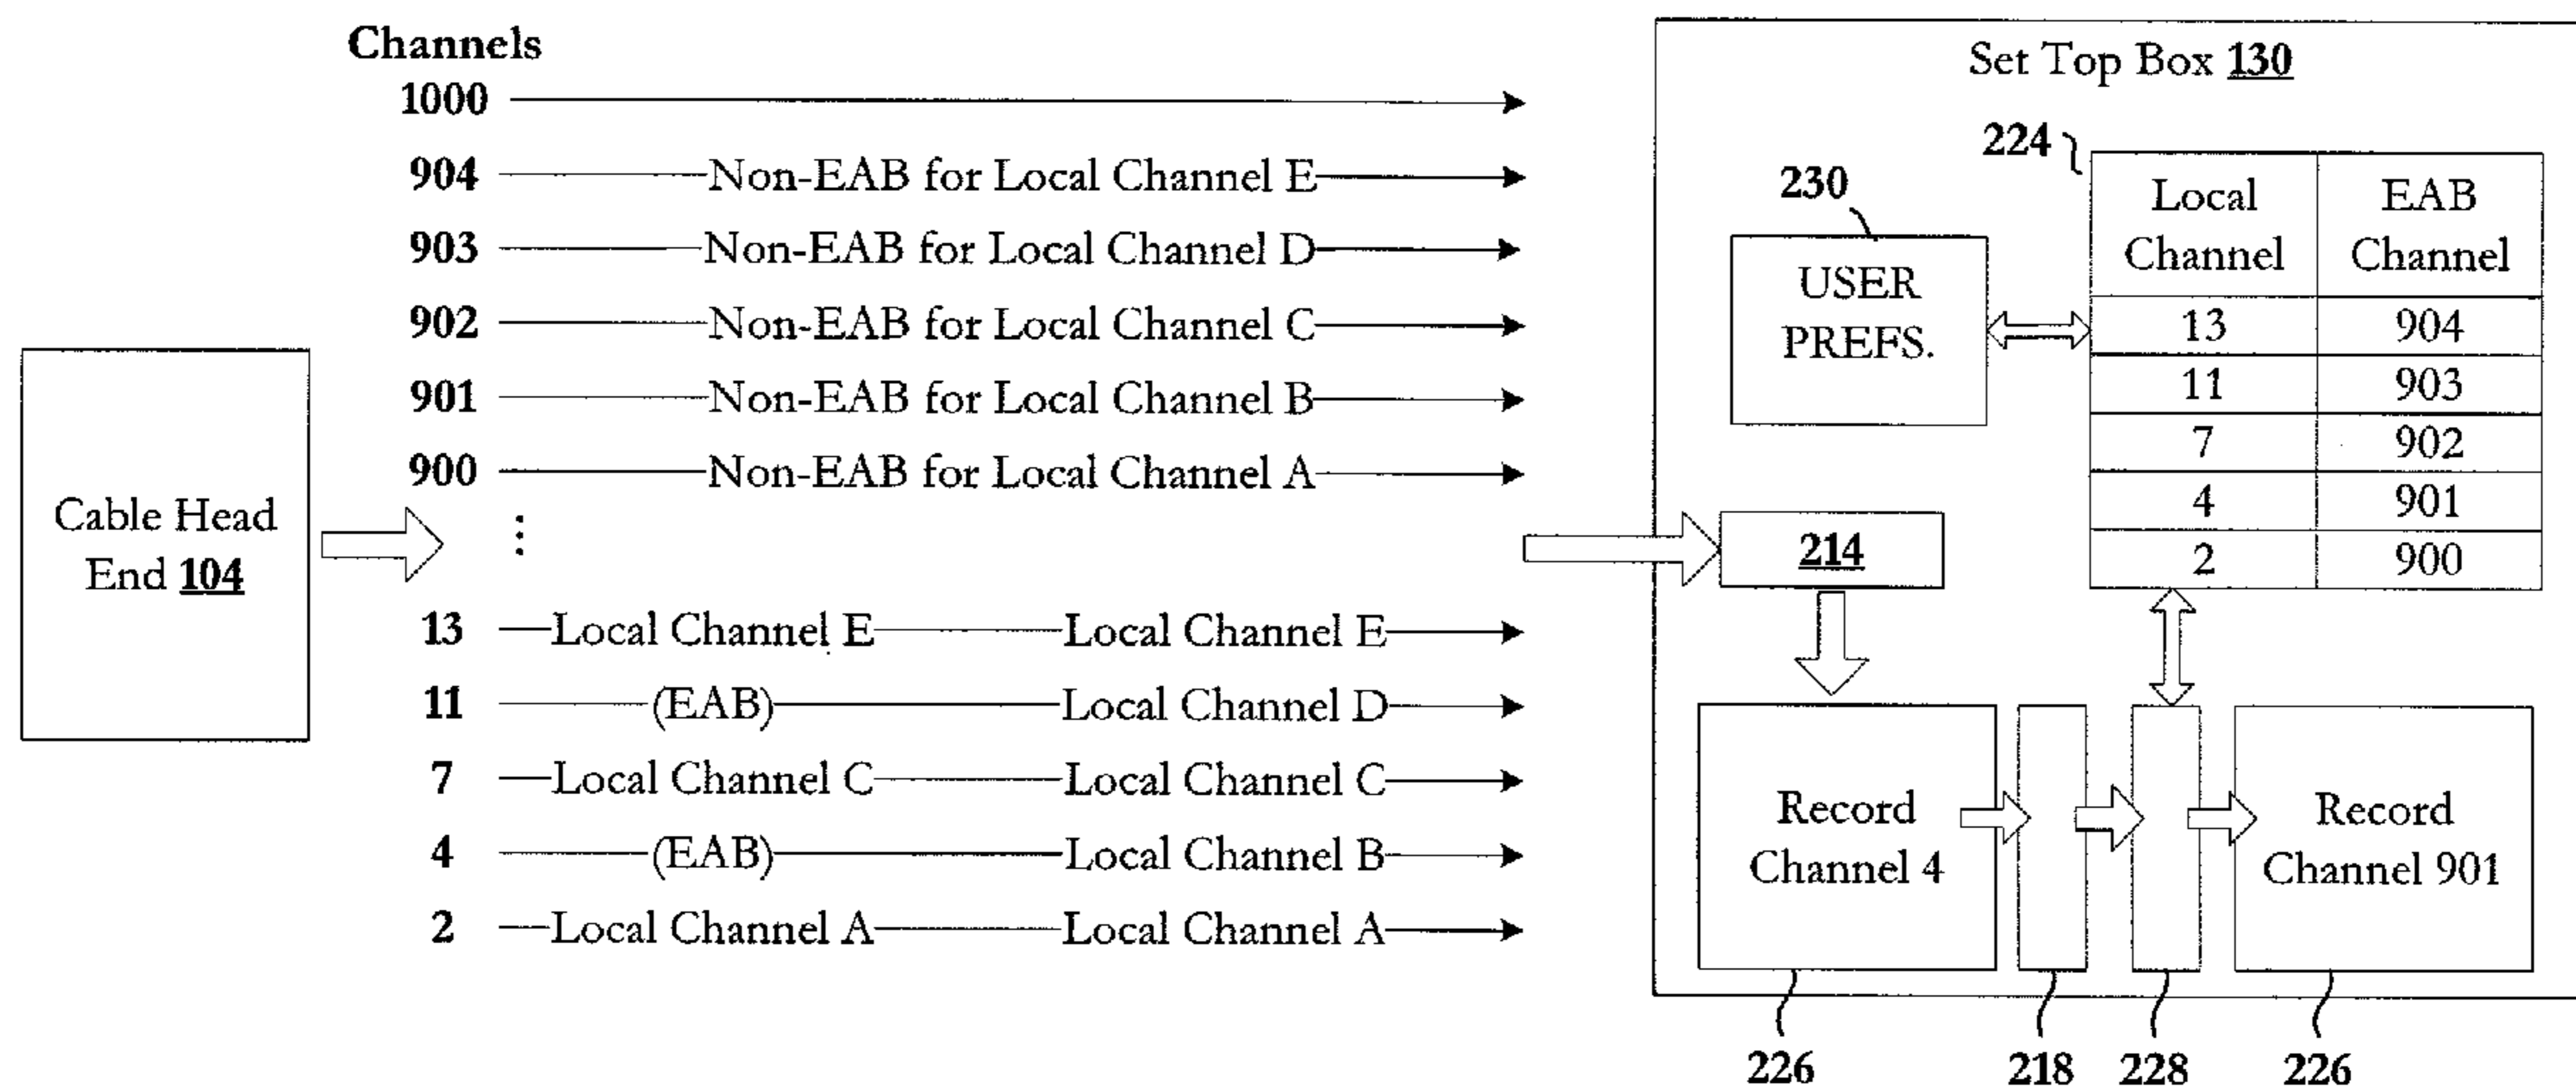 Channels
1000
904 Non-EAB for Local Channel E
903 Non-EAB for Local Channel D
902 Non-EAB for Local Channel C
901 Non-EAB for Local Channel B
900 Non-EAB for Local Channel A
Cable Head
End 104
13 Local Channel E Local Channel E
11 (EAB) Local Channel D
7 Local Channel C Local Channel C
4 (EAB) Local Channel B
2 Local Channel A Local Channel A
Set Top Box 130
224
230
USER
PREFS.
Local
Channel
EAB
Channel
13 904
11 903
7 902
4 901
2 900
214
Record
Channel 4
Record
Channel 901
226 218 228 226